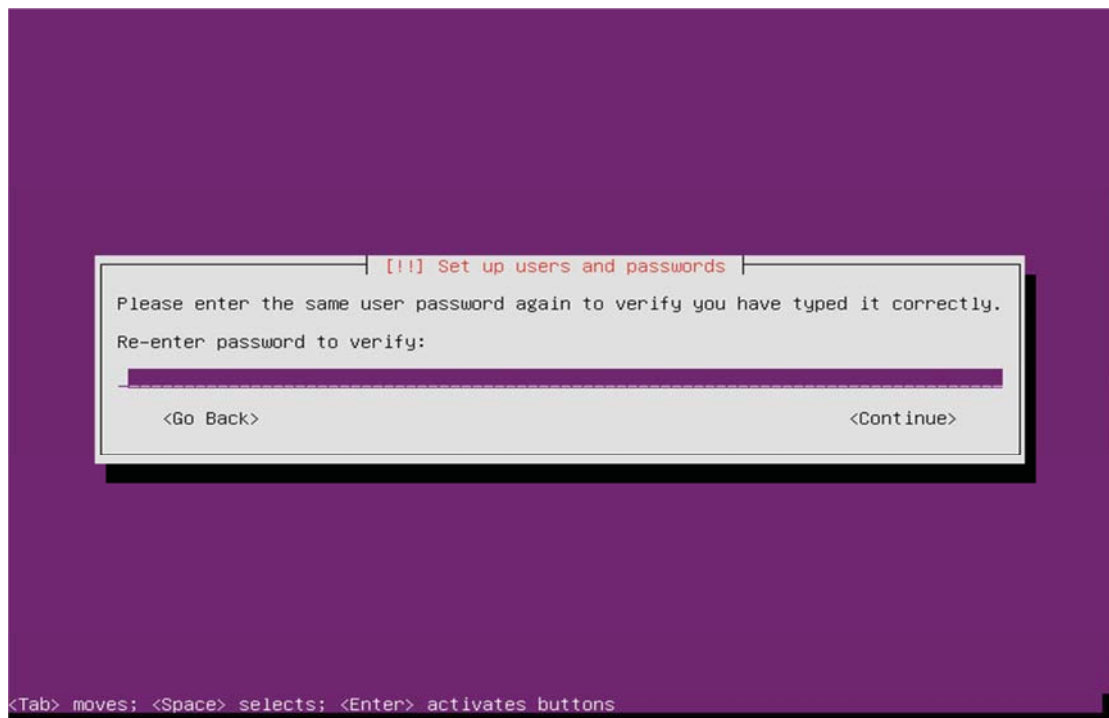 [!!] Set up users and passwords
Please enter the same user password again to verify you have typed it correctly.
Re-enter password to verify:
<Go Back> <Continue>
<Tab> moves; <Space> selects; <Enter> activates buttons